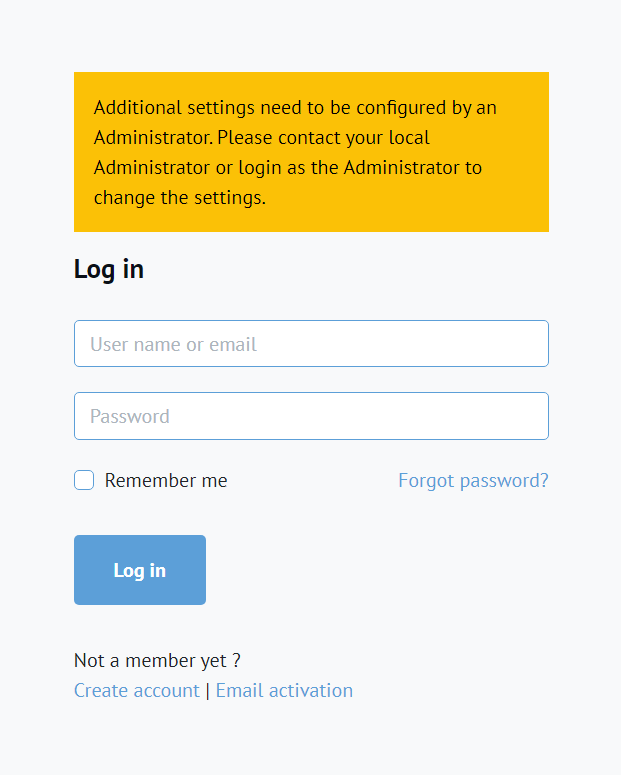 Additional settings need to be configured by an
Administrator. Please contact your local
Administrator or login as the Administrator to
change the settings.
Log in
User name or email
Password
Remember me
Forgot password?
Log in
Not a member yet ?
Create account | Email activation